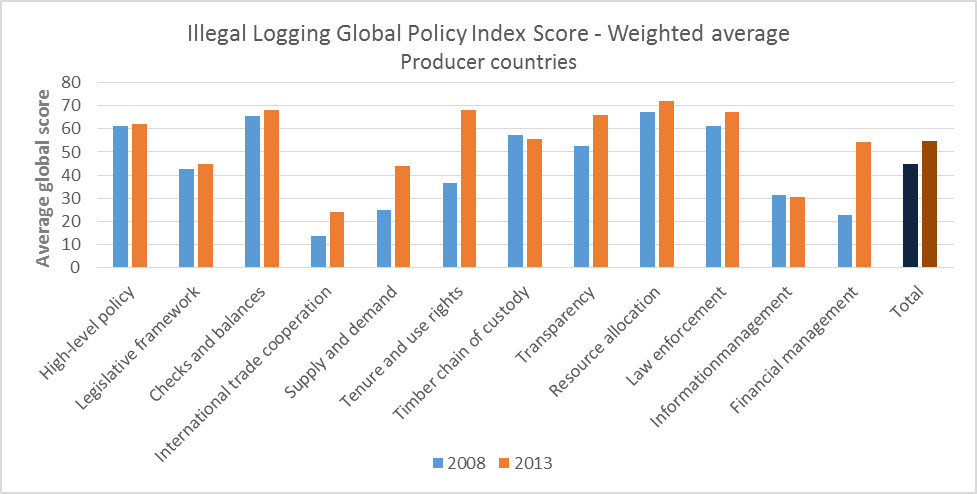 Illegal Logging Global Policy Index Score - Weighted average
Producer countries
Average global score
80
70
60
50
40
30
20
10
0
High-level policy
Legislative framework
Checks and balances
International trade cooperation
Supply and demand
Tenure and use rights
Timber chain of custody
Transparency
Resource allocation
Law enforcement
Informationmanagement
Financial management
Total
2008
2013